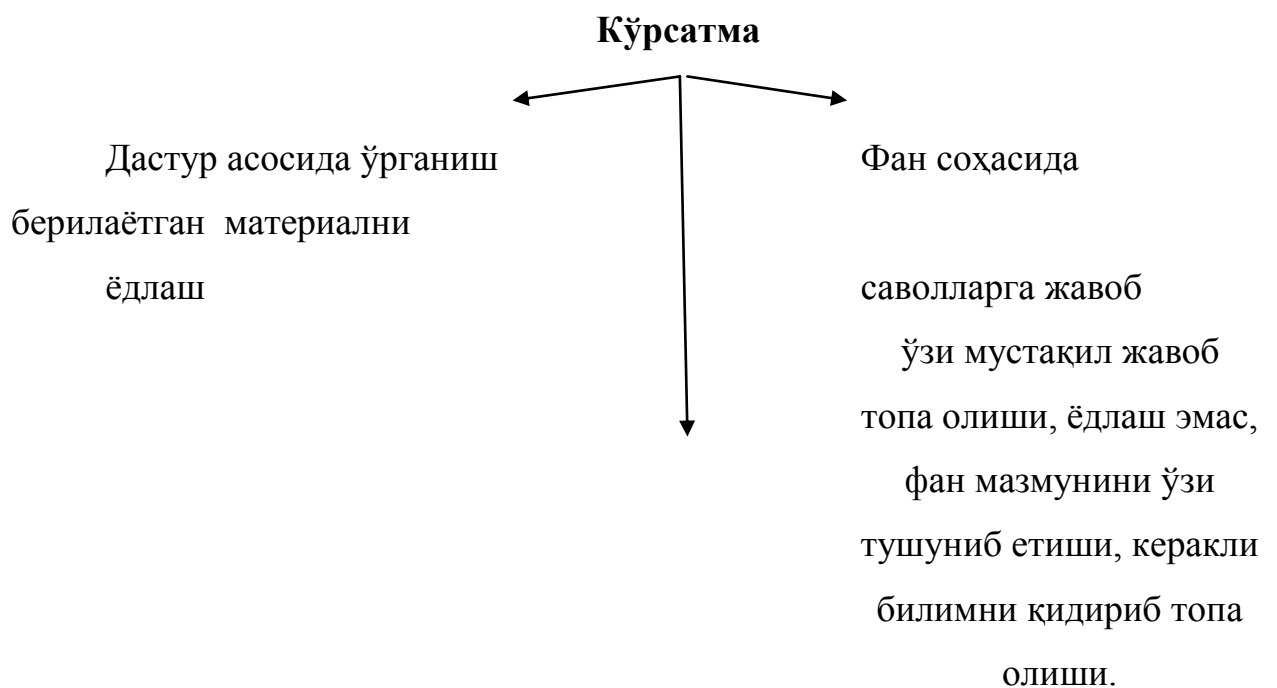 Кўрсатма
Дастур асосида ўрганиш
берилаётган материални
ёдлаш
Фан соҳасида
саволларга жавоб
ўзи мустақил жавоб
топа олиши, ёдлаш эмас,
фан мазмунини ўзи
тушуниб етиши, керакли
билимни қидириб топа
олиши.